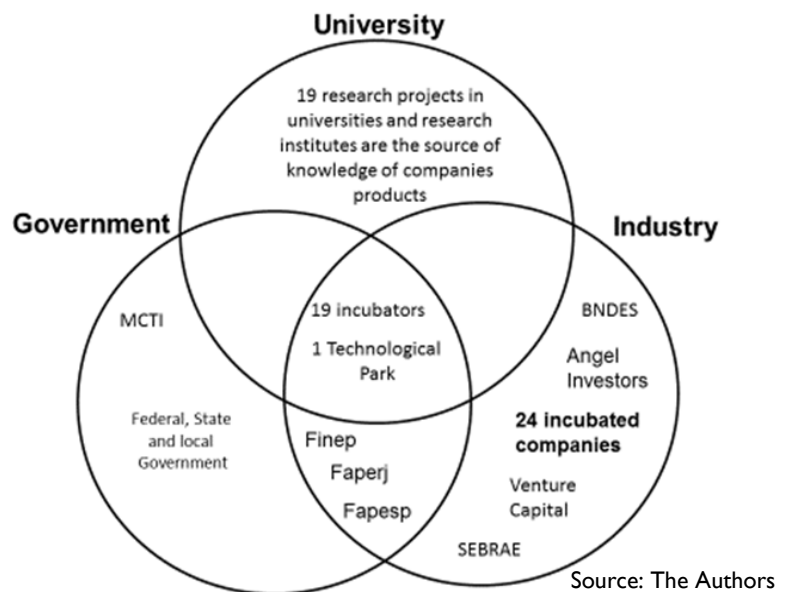 University
19 research projects in
universities and research
institutes are the source of
knowledge of companies
products
Government
Industry
MCTI
19 incubators
BNDES
1 Technological
Park
Angel
Investors
Federal, State
and local
Government
24 incubated
companies
Finep
Faperj
Fapesp
Venture
Capital
SEBRAE
Source: The Authors